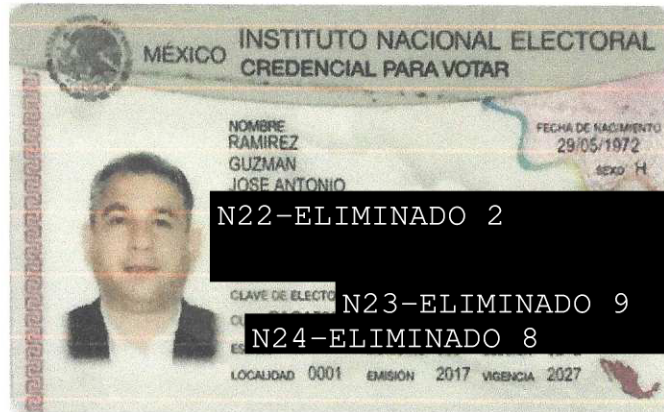 MÉXICO INSTITUTO NACIONAL ELECTORAL
CREDENCIAL PARA VOTAR
NOMBRE
RAMIREZ
GUZMAN
JOSE ANTONIO
FECHA DE NACIMIENTO
29/05/1972
SEXO H
N22-ELIMINADO 2
CLAVE DE ELECTO
N23-ELIMINADO 9
N24-ELIMINADO 8
LOCALIDAD 0001 EMISIÓN 2017 VIGENCIA 2027